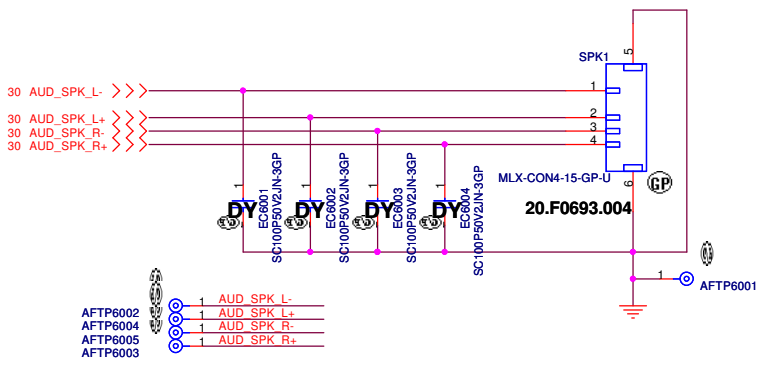 SPK1
5
30 AUD_SPK_L- 1
30 AUD_SPK_L+ 2
30 AUD_SPK_R- 3
30 AUD_SPK_R+ 4
MLX-CON4-15-GP-U
6
GP
20.F0693.004
1
DY
EC6001
SC100P50V2JN-3GP
1
DY
EC6002
SC100P50V2JN-3GP
1
DY
EC6003
SC100P50V2JN-3GP
1
DY
EC6004
SC100P50V2JN-3GP
1
AFTP6001
AFTP6002 1 AUD_SPK_L-
AFTP6004 1 AUD_SPK_L+
AFTP6005 1 AUD_SPK_R-
AFTP6003 1 AUD_SPK_R+